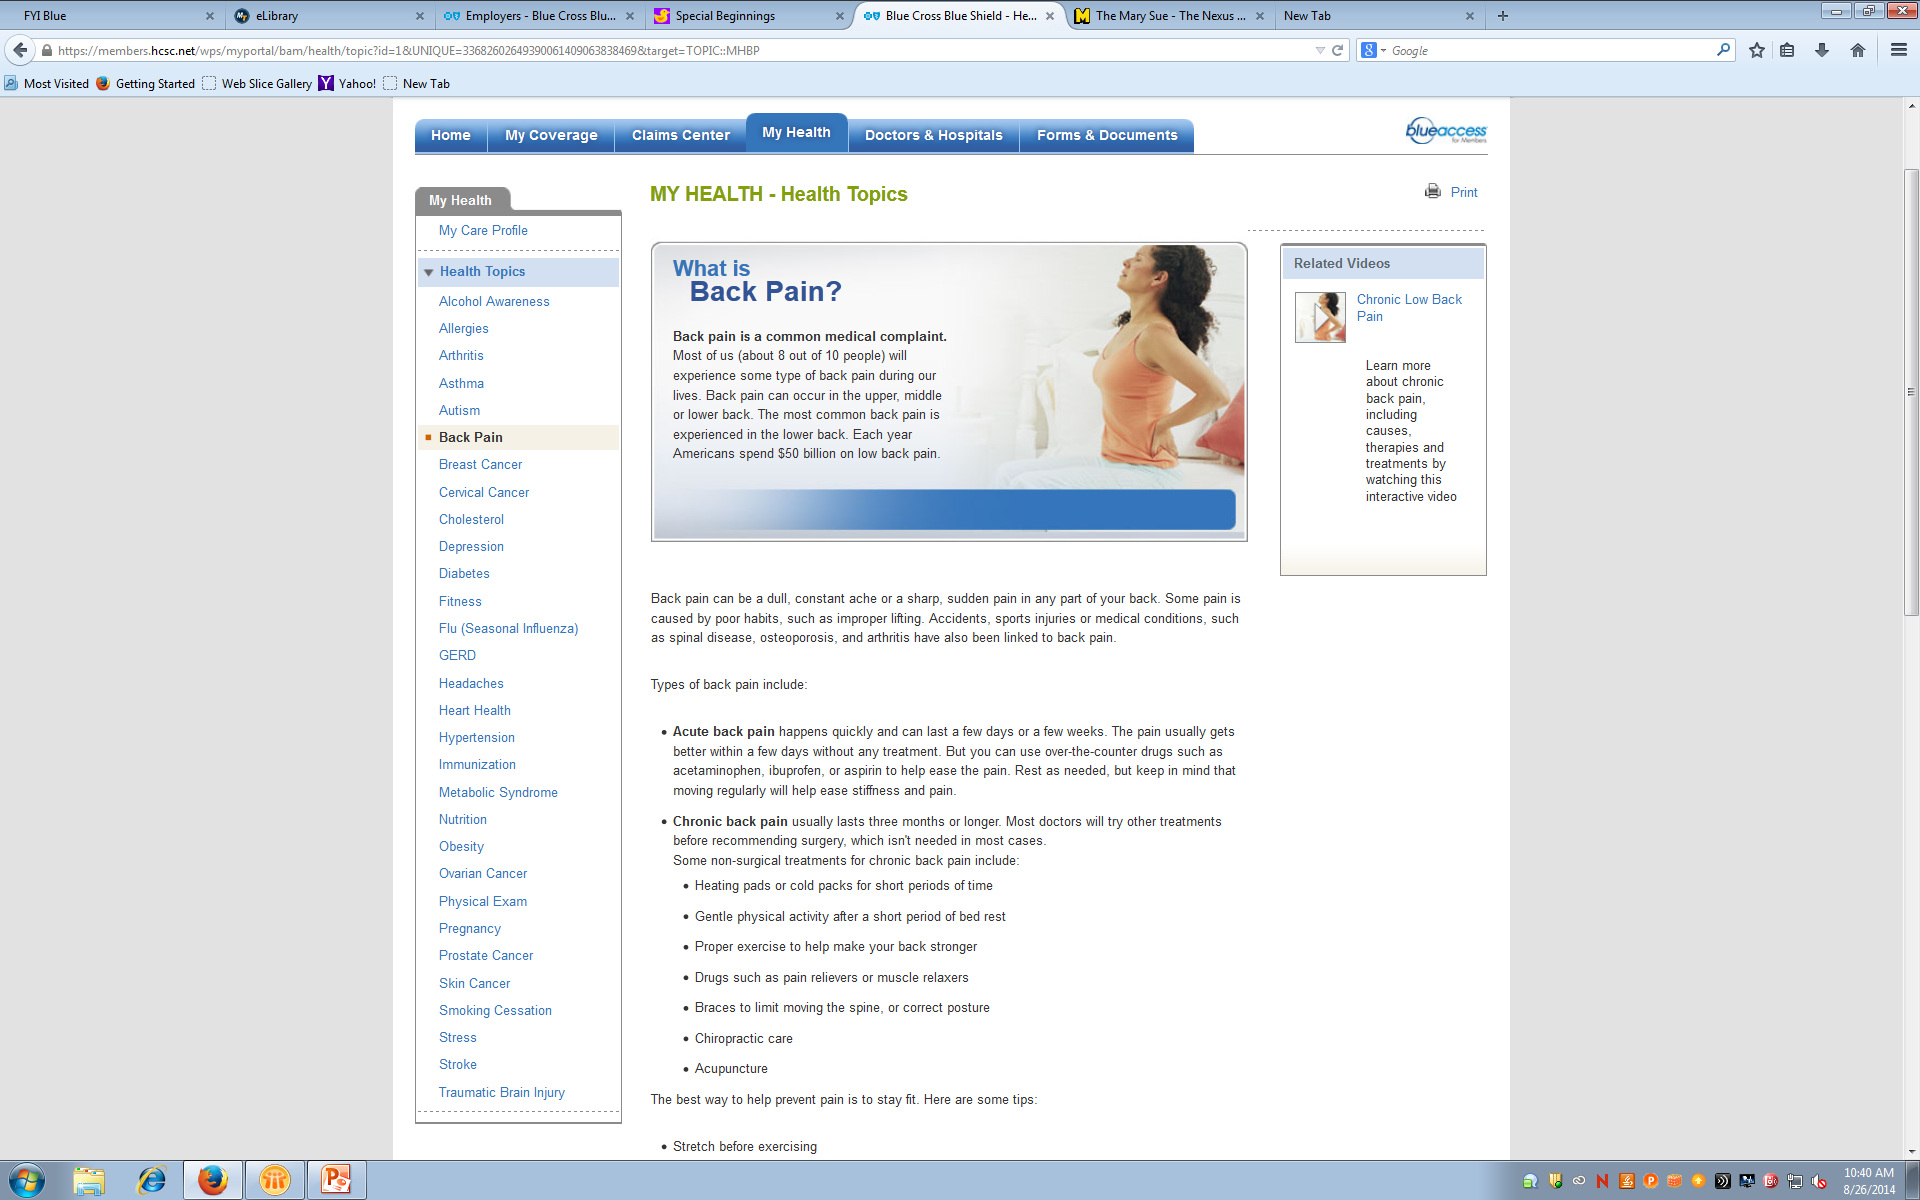 FYI Blue
eLibrary
Employers - Blue Cross Blu...
Special Beginnings
Blue Cross Blue Shield - He...
The Mary Sue - The Nexus ...
New Tab
https://members.hcsc.net/wps/myportal/bam/health/topic?id=1&UNIQUE=3368260264939006140906383846​9&target=TOPIC::MHBP
Google
Most Visited
Getting Started
Web Slice Gallery
Yahoo!
New Tab
Home
My Coverage
Claims Center
My Health
Doctors & Hospitals
Forms & Documents
blueaccess
for Members
My Health
My Care Profile
Health Topics
Alcohol Awareness
Allergies
Arthritis
Asthma
Autism
Back Pain
Breast Cancer
Cervical Cancer
Cholesterol
Depression
Diabetes
Fitness
Flu (Seasonal Influenza)
GERD
Headaches
Heart Health
Hypertension
Immunization
Metabolic Syndrome
Nutrition
Obesity
Ovarian Cancer
Physical Exam
Pregnancy
Prostate Cancer
Skin Cancer
Smoking Cessation
Stress
Stroke
Traumatic Brain Injury
MY HEALTH - Health Topics
Print
What is
Back Pain?
Back pain is a common medical complaint.
Most of us (about 8 out of 10 people) will
experience some type of back pain during our
lives. Back pain can occur in the upper, middle
or lower back. The most common back pain is
experienced in the lower back. Each year
Americans spend $50 billion on low back pain.
Related Videos
Chronic Low Back
Pain
Learn more
about chronic
back pain,
including
causes,
therapies and
treatments by
watching this
interactive video
Back pain can be a dull, constant ache or a sharp, sudden pain in any part of your back. Some pain is
caused by poor habits, such as improper lifting. Accidents, sports injuries or medical conditions, such
as spinal disease, osteoporosis, and arthritis have also been linked to back pain.
Types of back pain include:
• Acute back pain happens quickly and can last a few days or a few weeks. The pain usually gets
better within a few days without any treatment. But you can use over-the-counter drugs such as
acetaminophen, ibuprofen, or aspirin to help ease the pain. Rest as needed, but keep in mind that
moving regularly will help ease stiffness and pain.
• Chronic back pain usually lasts three months or longer. Most doctors will try other treatments
before recommending surgery, which isn't needed in most cases.
Some non-surgical treatments for chronic back pain include:
• Heating pads or cold packs for short periods of time
• Gentle physical activity after a short period of bed rest
• Proper exercise to help make your back stronger
• Drugs such as pain relievers or muscle relaxers
• Braces to limit moving the spine, or correct posture
• Chiropractic care
• Acupuncture
The best way to help prevent pain is to stay fit. Here are some tips:
• Stretch before exercising
10:40 AM
8/26/2014